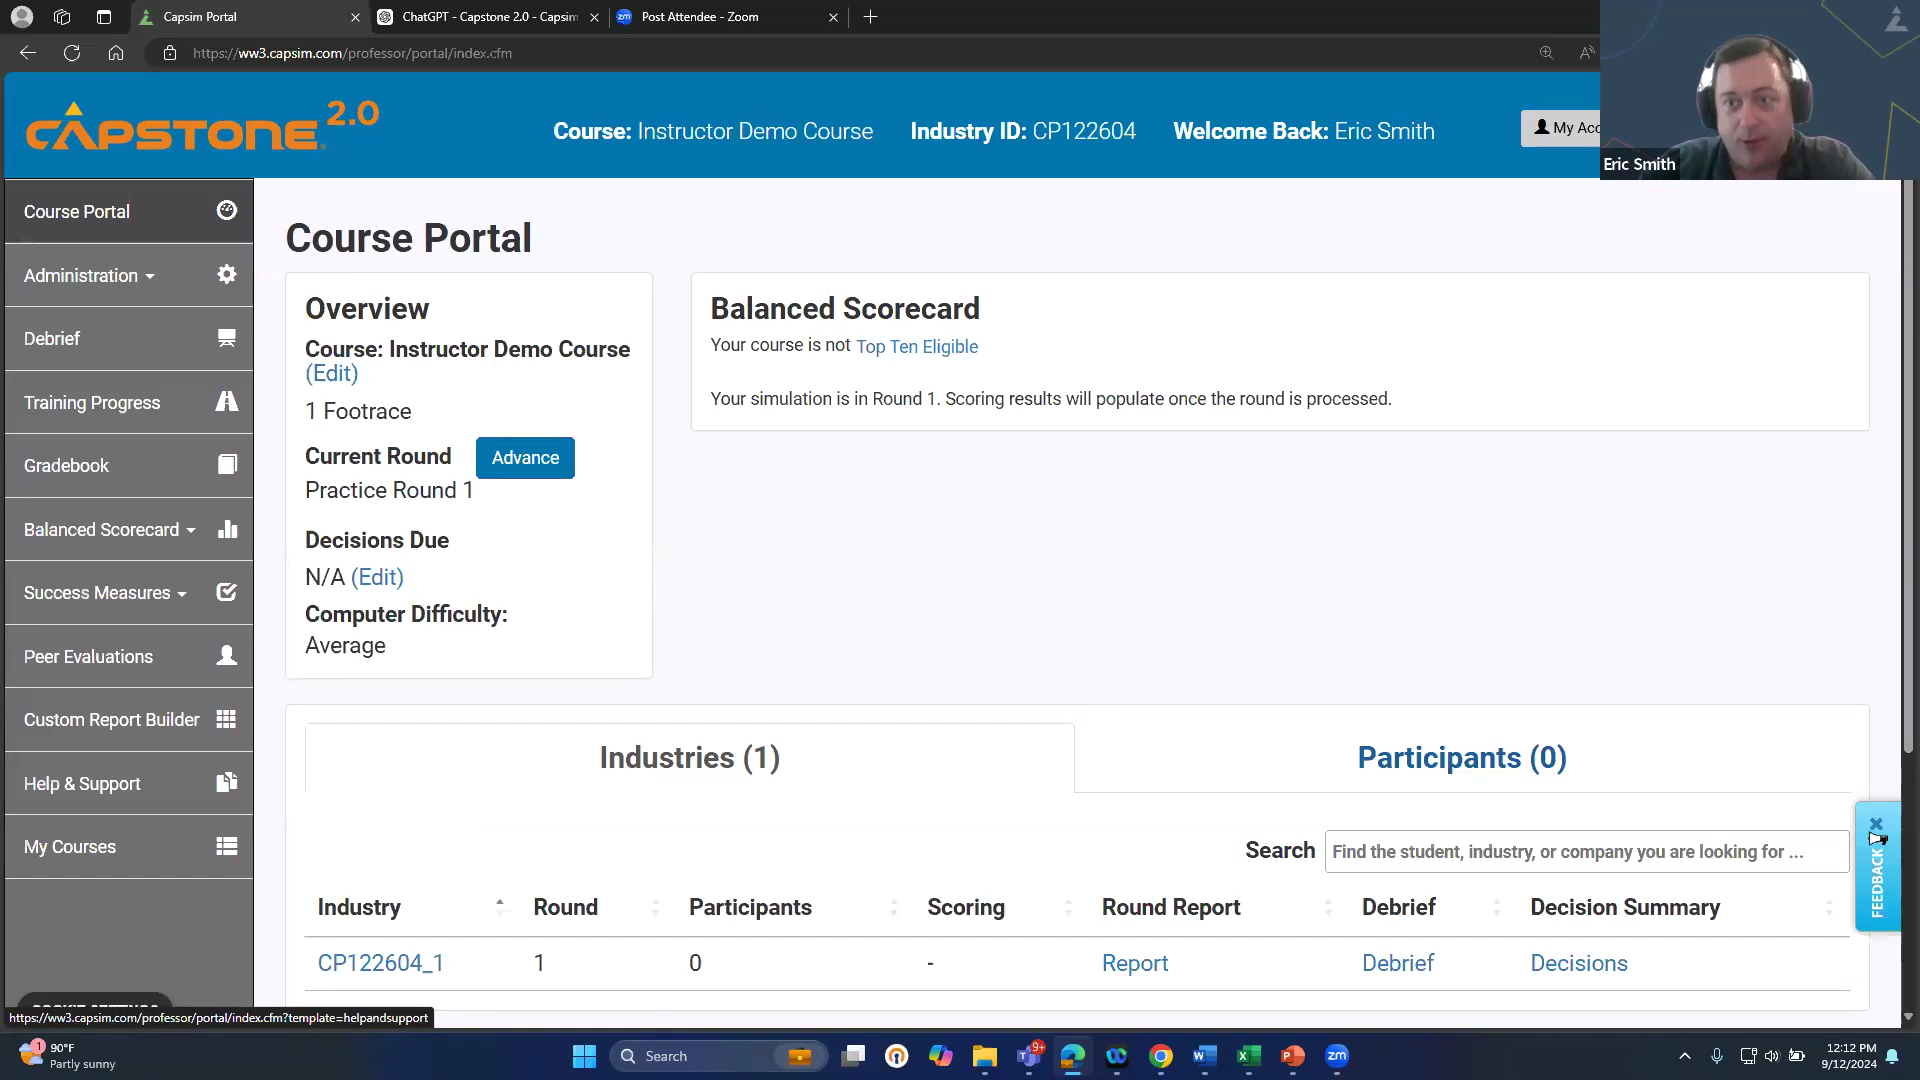 Capsim Portal
ChatGPT - Capstone 2.0 - Capsim
Post Attendee - Zoom
https://ww3.capsim.com/professor/portal/index.cfm
CAPSTONE 2.0
Course: Instructor Demo Course
Industry ID: CP122604
Welcome Back: Eric Smith
My Acc
Eric Smith
Course Portal
Administration
Debrief
Training Progress
Gradebook
Balanced Scorecard
Success Measures
Peer Evaluations
Custom Report Builder
Help & Support
My Courses
Course Portal
Overview
Course: Instructor Demo Course
(Edit)
1 Footrace
Current Round
Advance
Practice Round 1
Decisions Due
N/A (Edit)
Computer Difficulty:
Average
Balanced Scorecard
Your course is not Top Ten Eligible
Your simulation is in Round 1. Scoring results will populate once the round is processed.
Industries (1)
Participants (0)
Search
Find the student, industry, or company you are looking for ...
Industry Round Participants Scoring Round Report Debrief Decision Summary
CP122604_1 1 0 - Report Debrief Decisions
FEEDBACK
COOKIE SETTINGS
https://ww3.capsim.com/professor/portal/index.cfm?template=helpandsupport
1
90°F
Partly sunny
Search
9+
zm
12:12 PM
9/12/2024